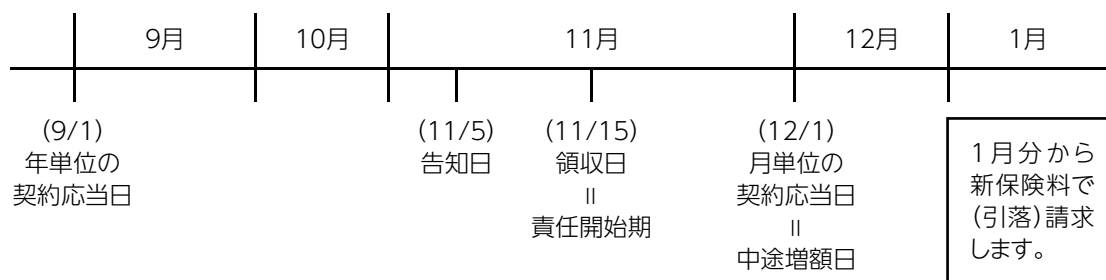 9月 10月 11月 12月 1月
(9/1)
年単位の
契約応当日
(11/5)
告知日
(11/15)
領収日
=
責任開始期
(12/1)
月単位の
契約応当日
=
中途増額日
1月分から
新保険料で
(引落)請求
します。